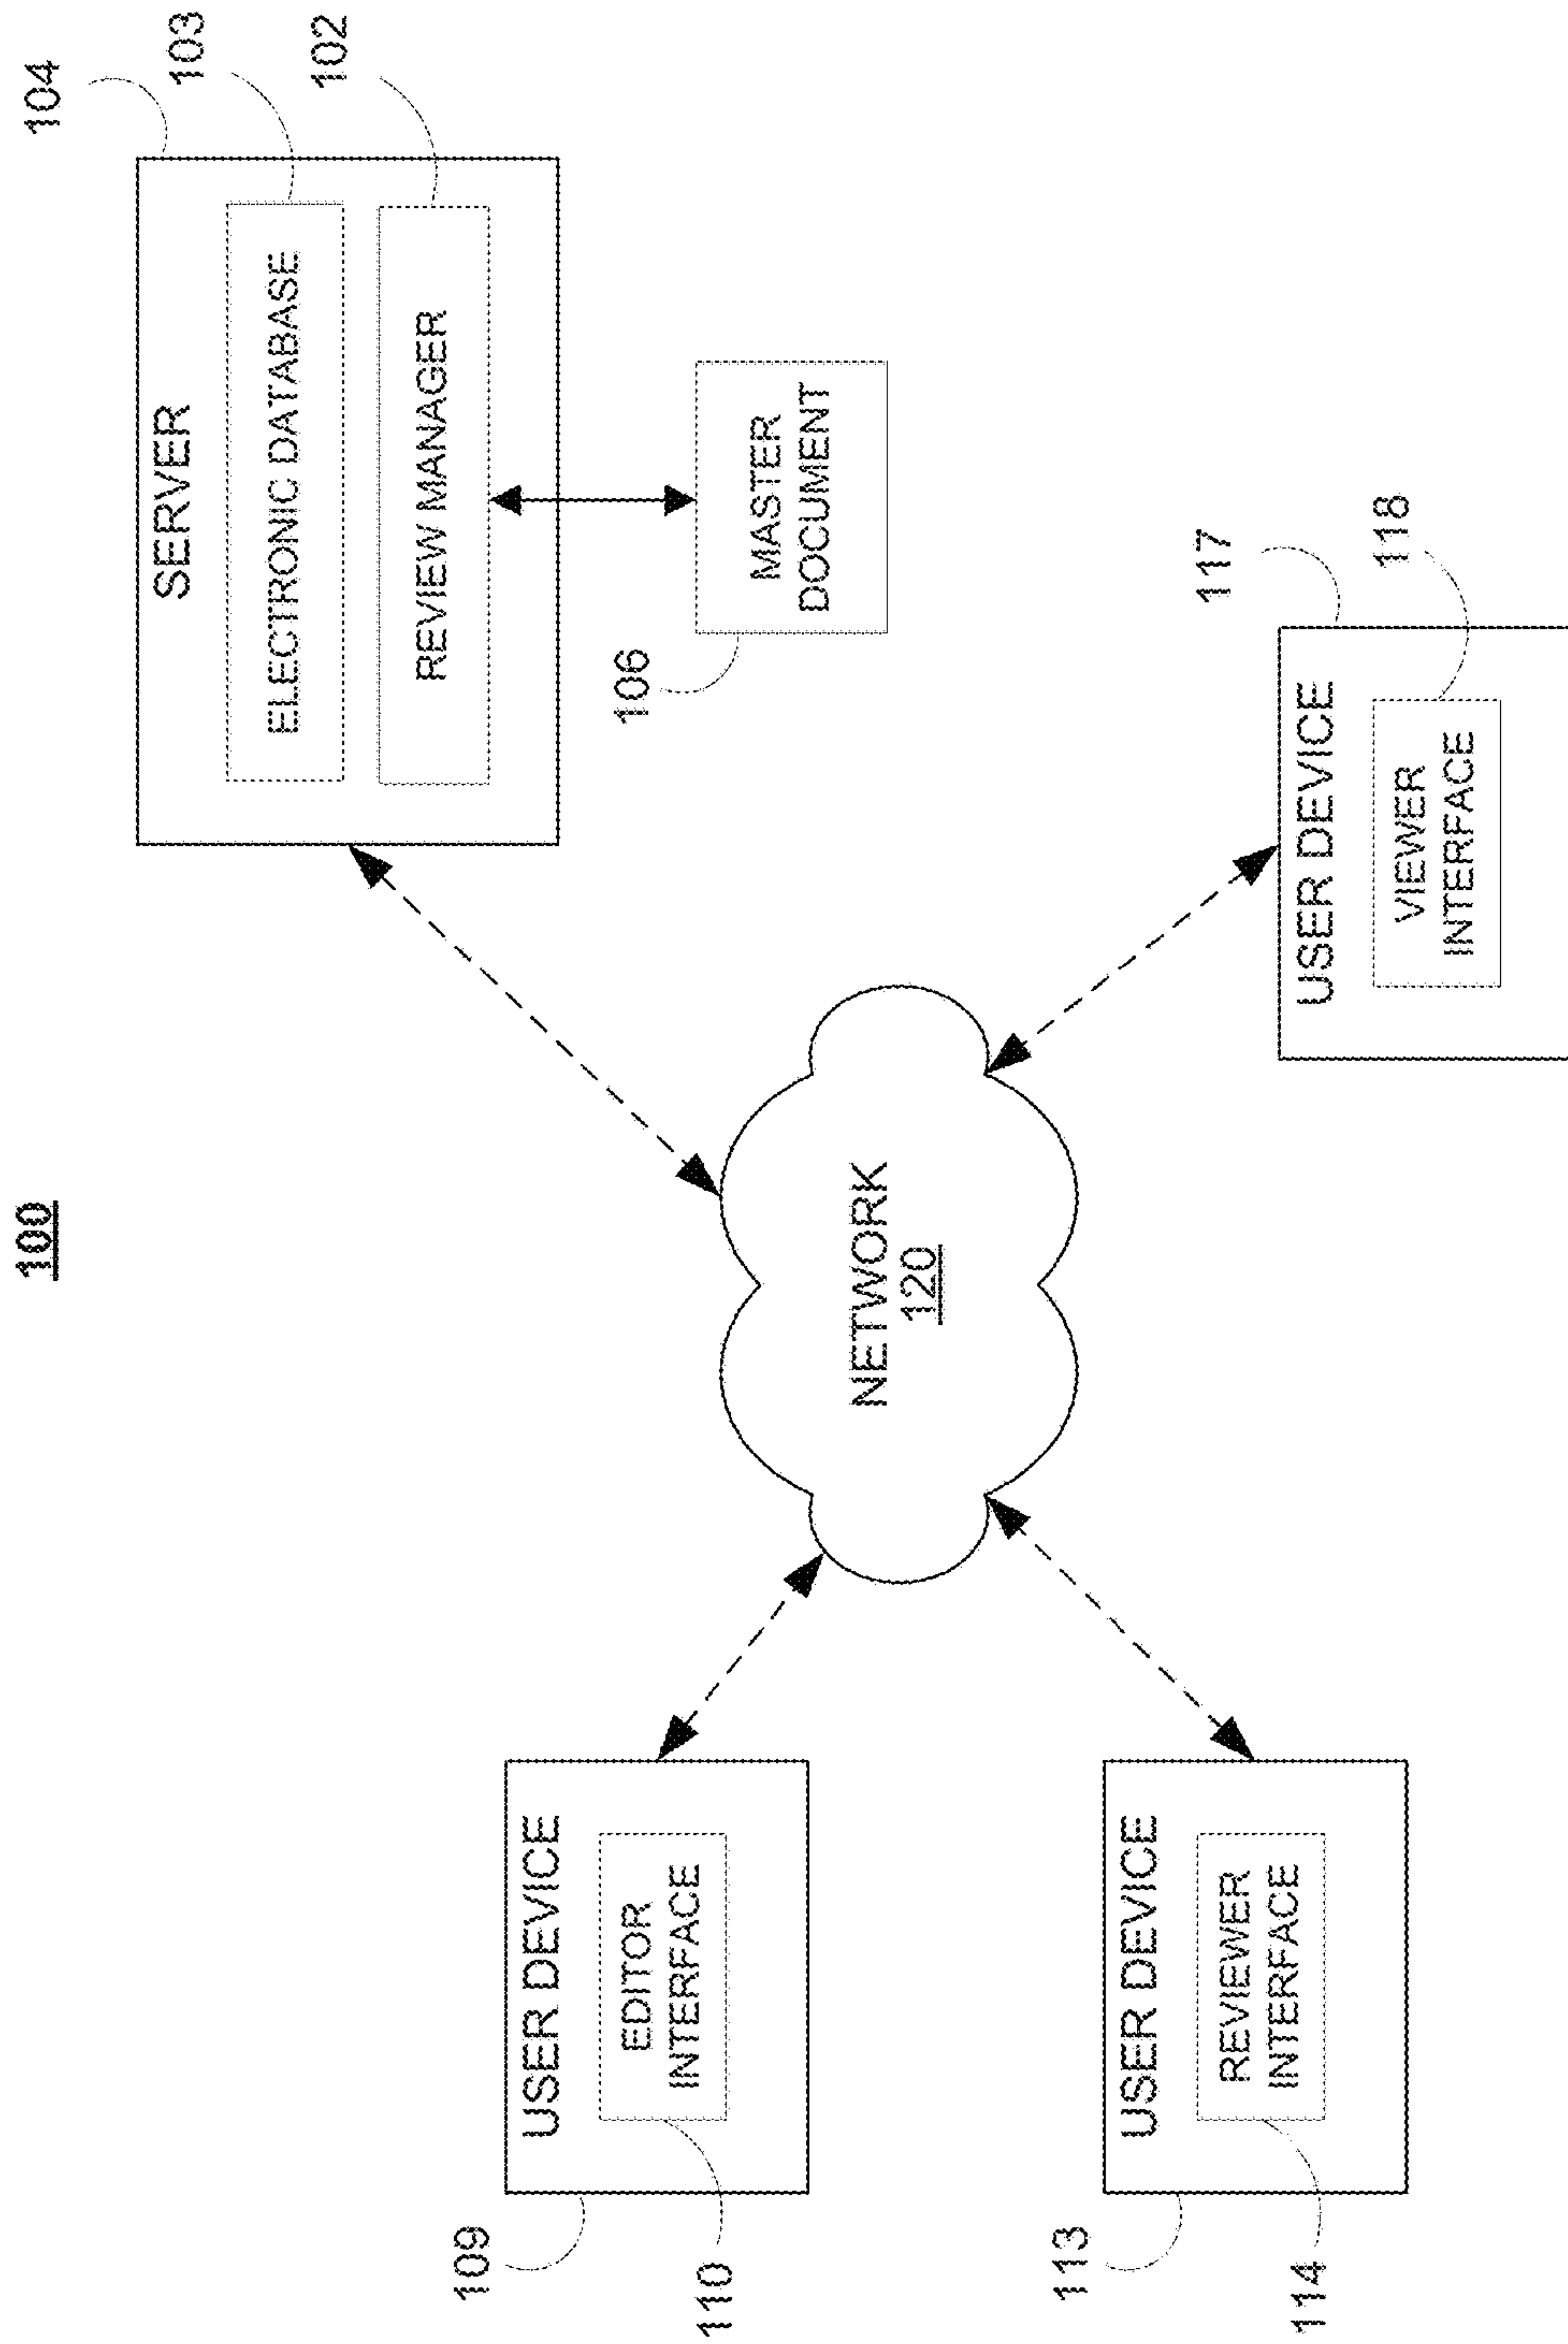 100
104
103
102
SERVER
ELECTRONIC DATABASE
REVIEW MANAGER
106
MASTER
DOCUMENT
NETWORK
120
109
USER DEVICE
EDITOR
INTERFACE
110
113
USER DEVICE
REVIEWER
INTERFACE
114
117
118
USER DEVICE
VIEWER
INTERFACE